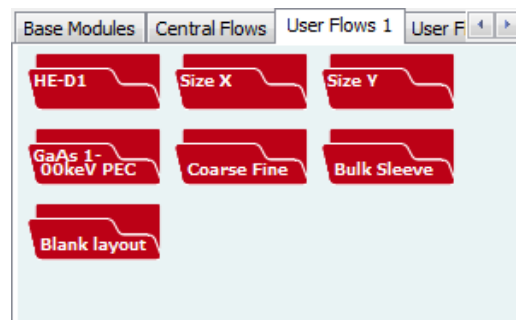 Base Modules Central Flows User Flows 1 User F
HE-D1 Size X Size Y
GaAs 1-
00keV PEC Coarse Fine Bulk Sleeve
Blank layout